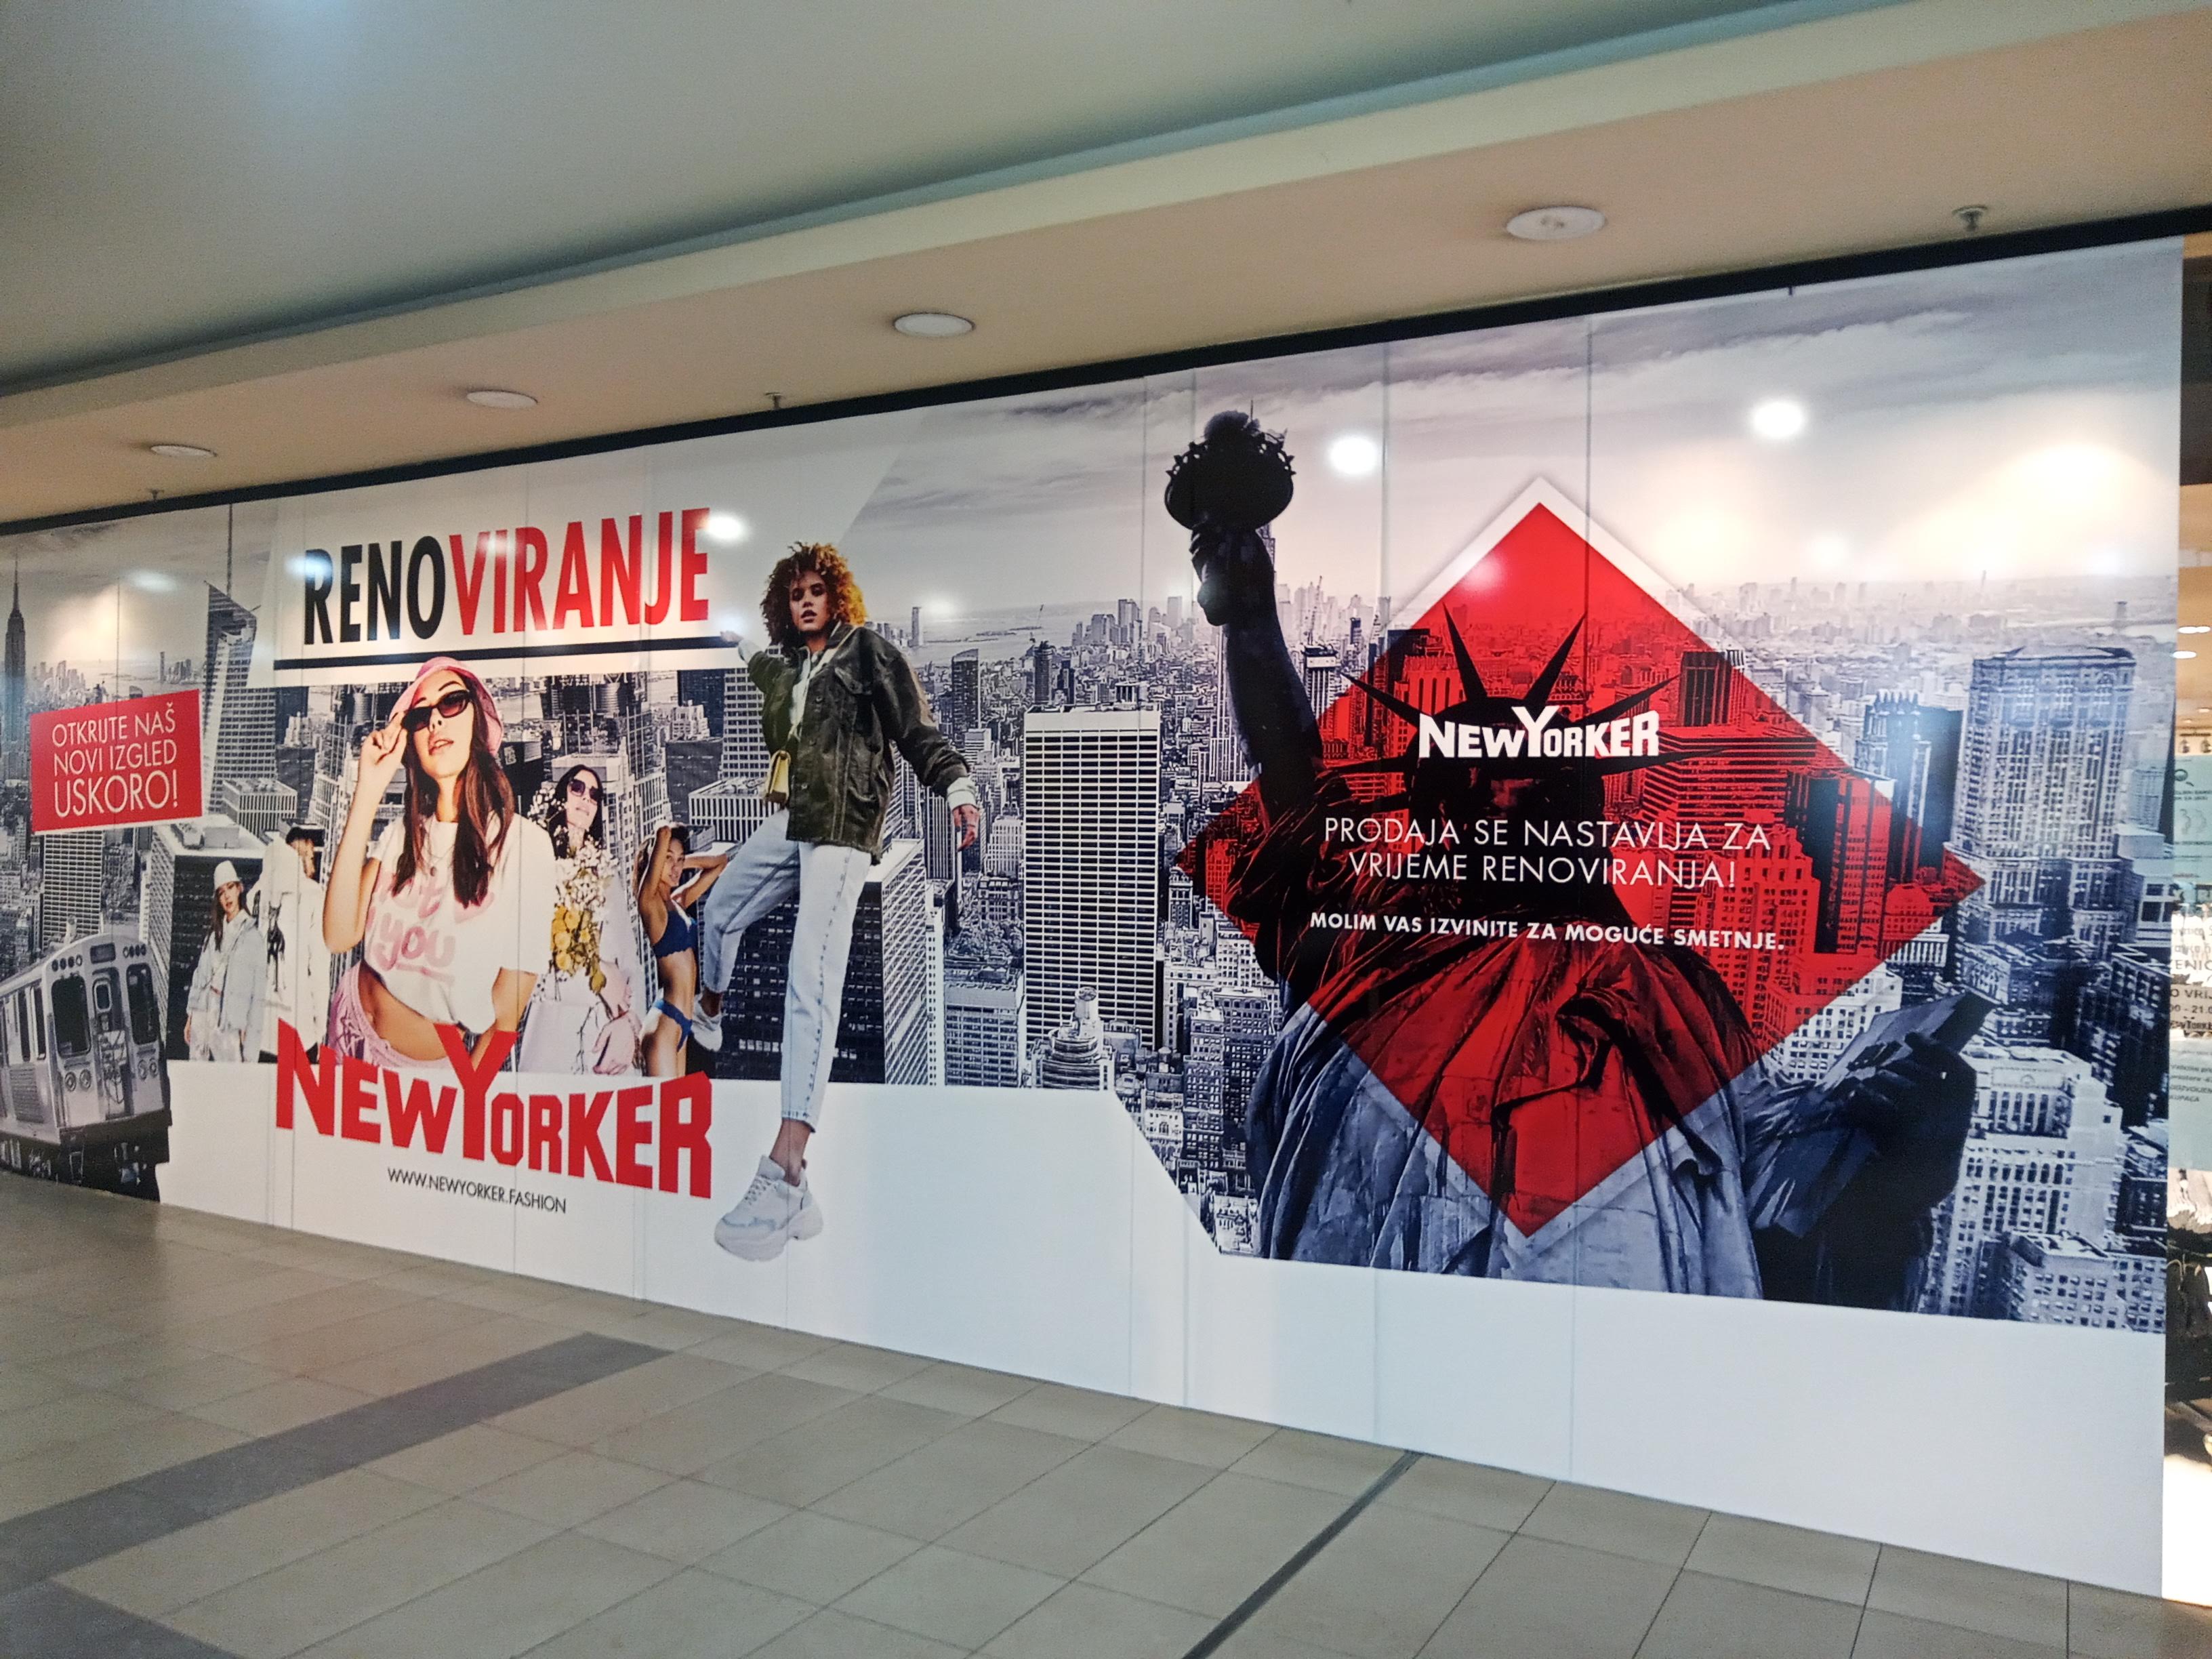 OTKRIJTE NAŠ
NOVI IZGLED
USKORO!
RENOVIRANJE
you
NEWYORKER
WWW.NEWYORKER.FASHION
NEWYORKER
PRODAJA SE NASTAVLJA ZA
VRIJEME RENOVIRANJA!
MOLIM VAS IZVINITE ZA MOGUĆE SMETNJE.